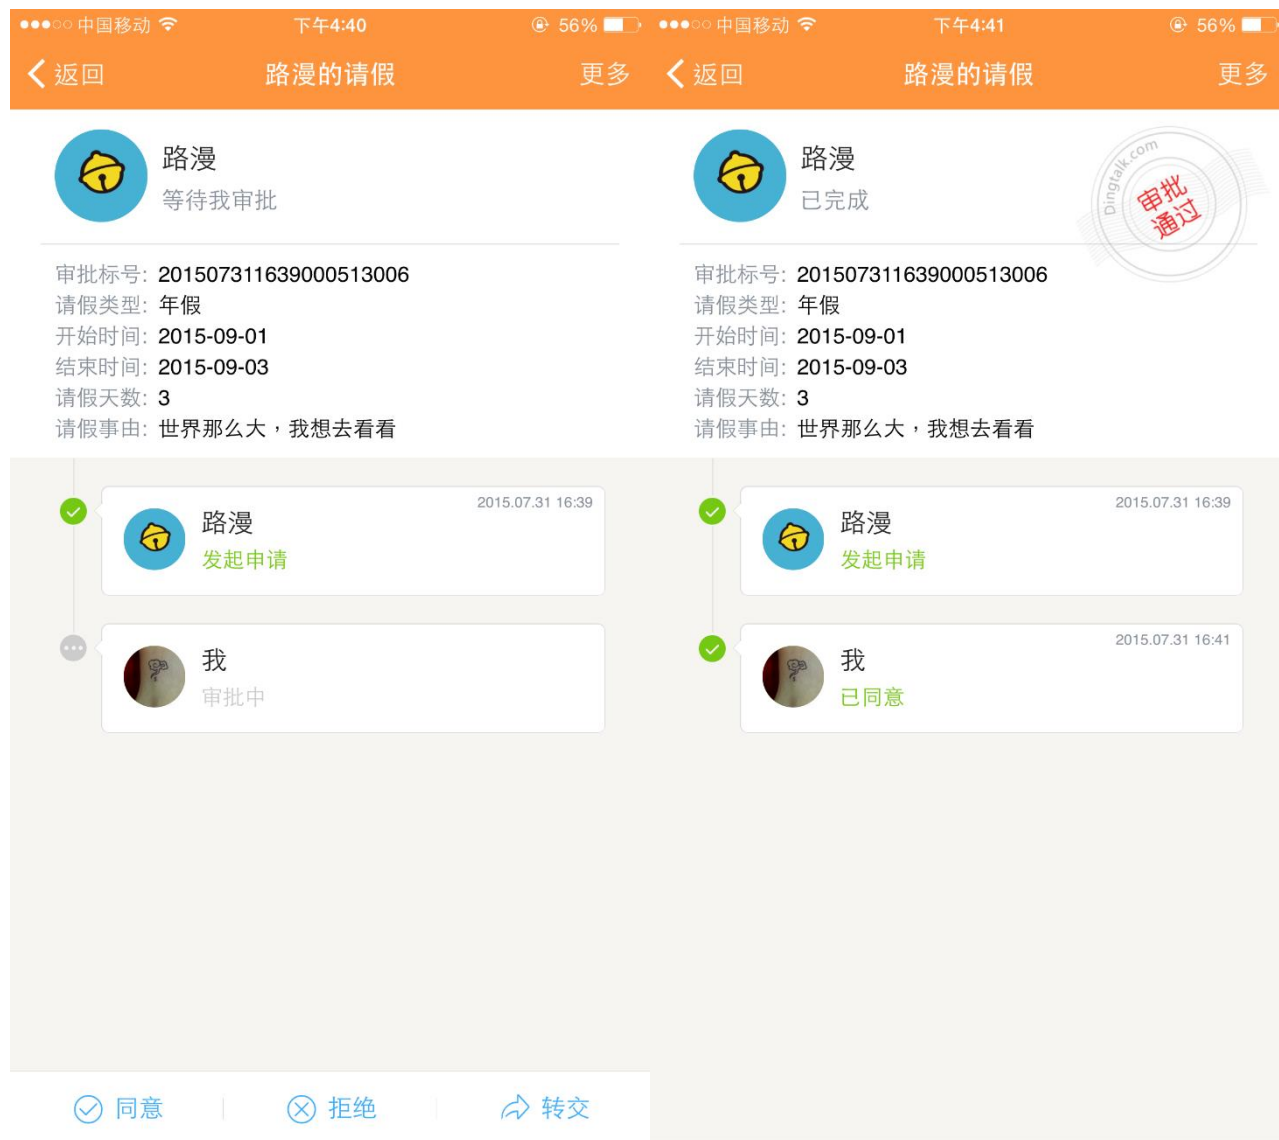 中国移动 下午4:40 56%
返回 路漫的请假 更多
路漫
等待我审批
审批标号: 201507311639000513006
请假类型: 年假
开始时间: 2015-09-01
结束时间: 2015-09-03
请假天数: 3
请假事由: 世界那么大，我想去看看
2015.07.31 16:39
路漫
发起申请
我
审批中
同意 拒绝 转交
中国移动 下午4:41 56%
返回 路漫的请假 更多
路漫
已完成
Dingtalk.com
审批
通过
审批标号: 201507311639000513006
请假类型: 年假
开始时间: 2015-09-01
结束时间: 2015-09-03
请假天数: 3
请假事由: 世界那么大，我想去看看
2015.07.31 16:39
路漫
发起申请
2015.07.31 16:41
我
已同意